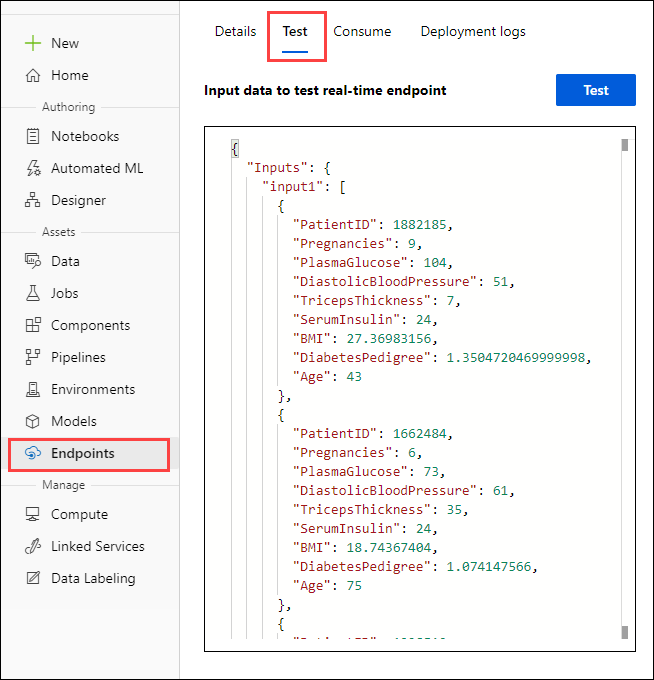 New
Home
Authoring
Notebooks
Automated ML
Designer
Assets
Data
Jobs
Components
Pipelines
Environments
Models
Endpoints
Manage
Compute
Linked Services
Data Labeling
Details Test Consume Deployment logs
Input data to test real-time endpoint Test
{
"Inputs": {
"input1": [
{
"PatientID": 1882185,
"Pregnancies": 9,
"PlasmaGlucose": 104,
"DiastolicBloodPressure": 51,
"TricepsThickness": 7,
"SerumInsulin": 24,
"BMI": 27.36983156,
"DiabetesPedigree": 1.3504720469999998,
"Age": 43
},
{
"PatientID": 1662484,
"Pregnancies": 6,
"PlasmaGlucose": 73,
"DiastolicBloodPressure": 61,
"TricepsThickness": 35,
"SerumInsulin": 24,
"BMI": 18.74367404,
"DiabetesPedigree": 1.074147566,
"Age": 75
},
{